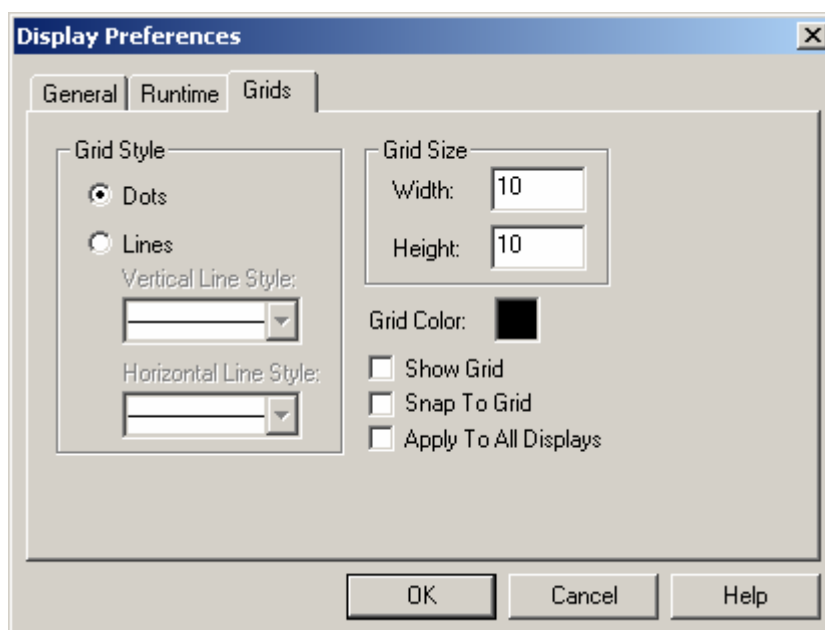 Display Preferences
General Runtime Grids
Grid Style
Dots
Lines
Vertical Line Style:
Horizontal Line Style:
Grid Size
Width: 10
Height: 10
Grid Color:
Show Grid
Snap To Grid
Apply To All Displays
OK Cancel Help